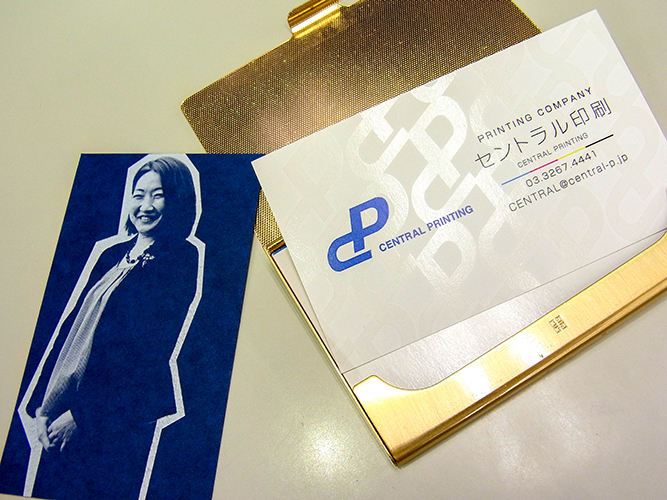 PRINTING COMPANY
セントラル印刷
CENTRAL PRINTING
03.3267.4441
CENTRAL@central-p.jp
CP
CENTRAL PRINTING